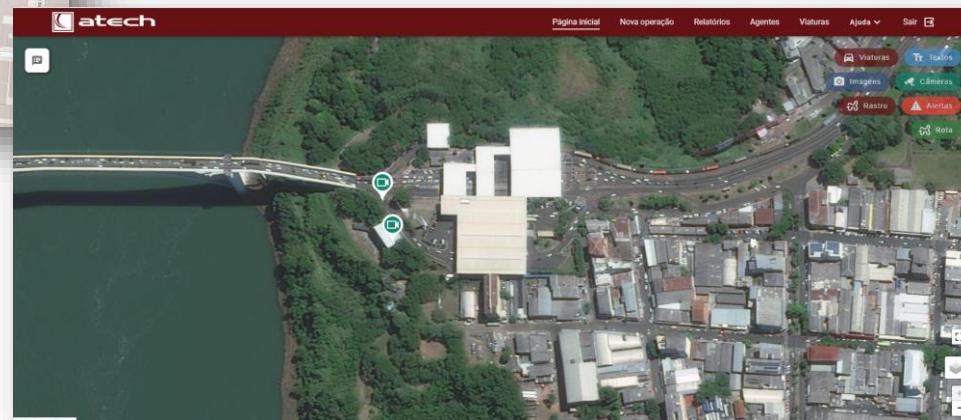 atech
Página inicial Nova operação Relatórios Agentes Viaturas Ajuda Sair
Viaturas Textos
Imagens Câmeras
Rastro Alertas
Rota